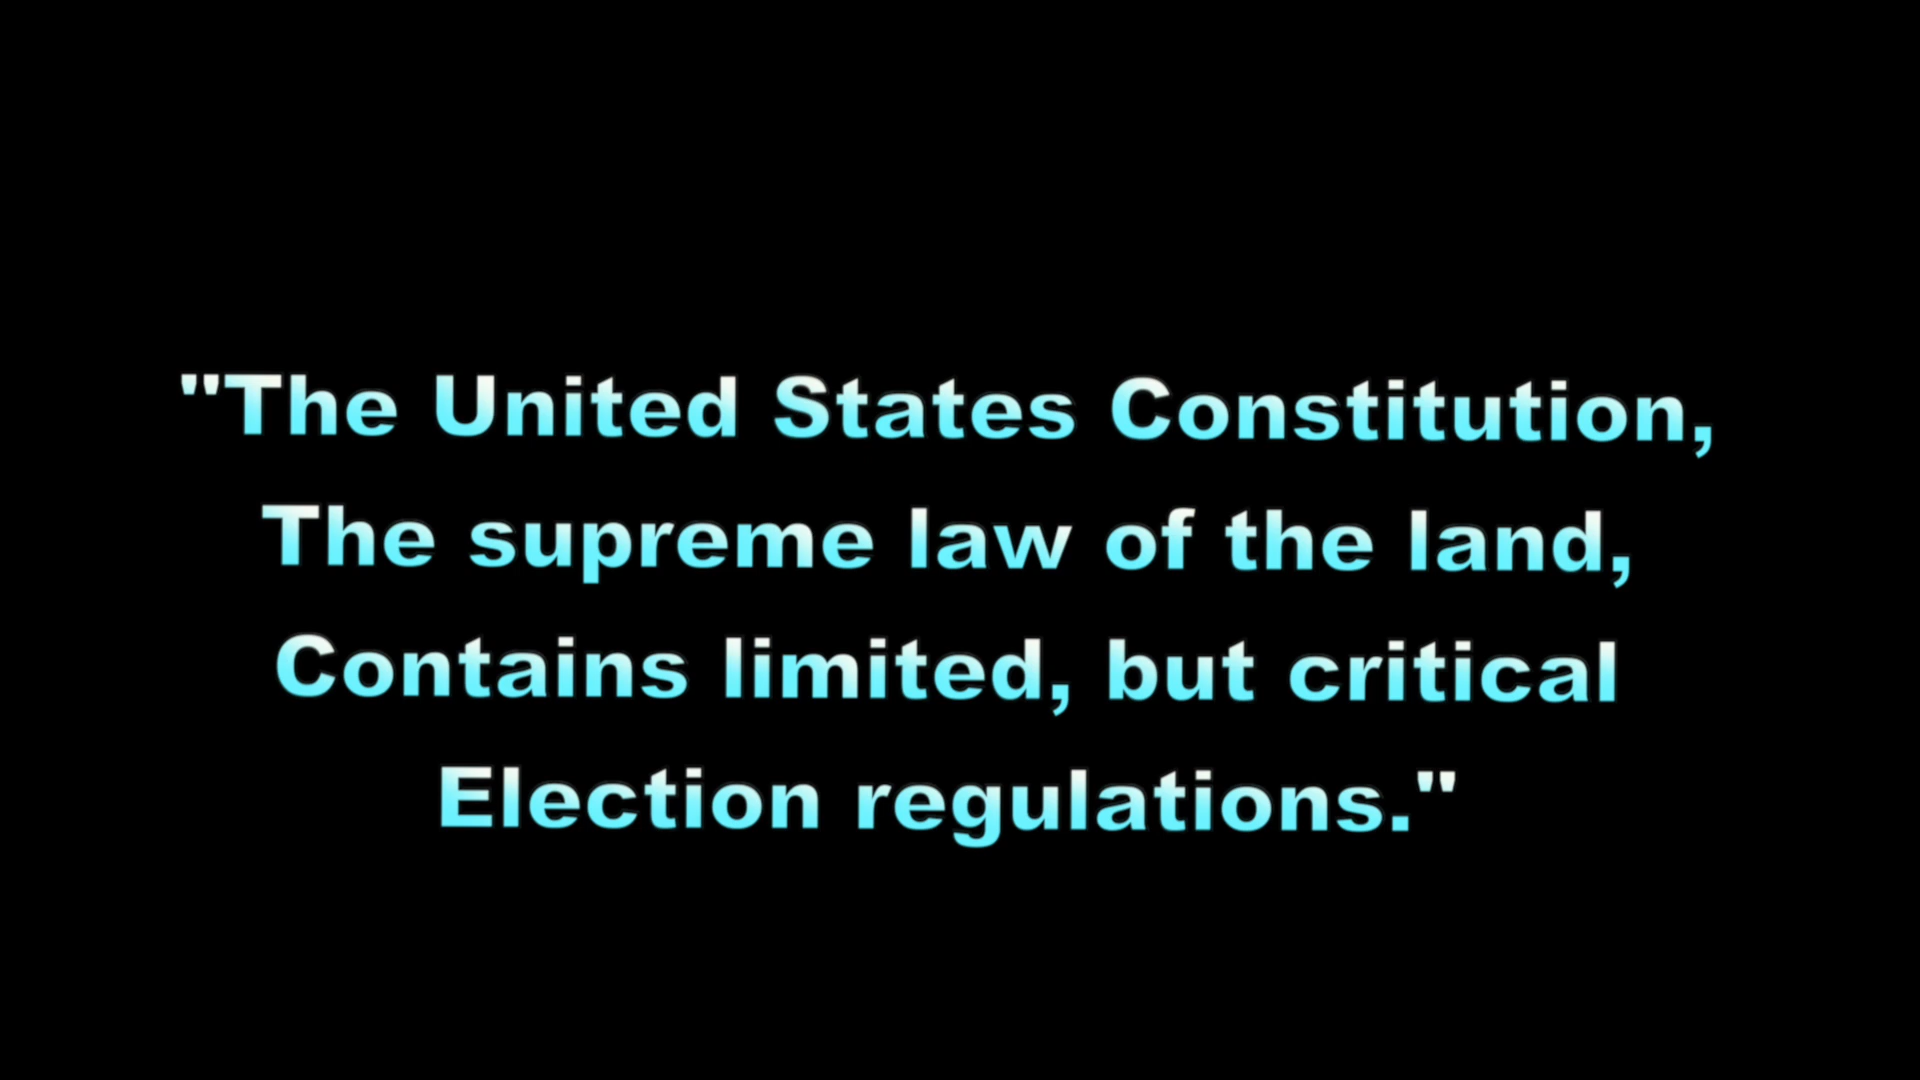 "The United States Constitution,
The supreme law of the land,
Contains limited, but critical
Election regulations."